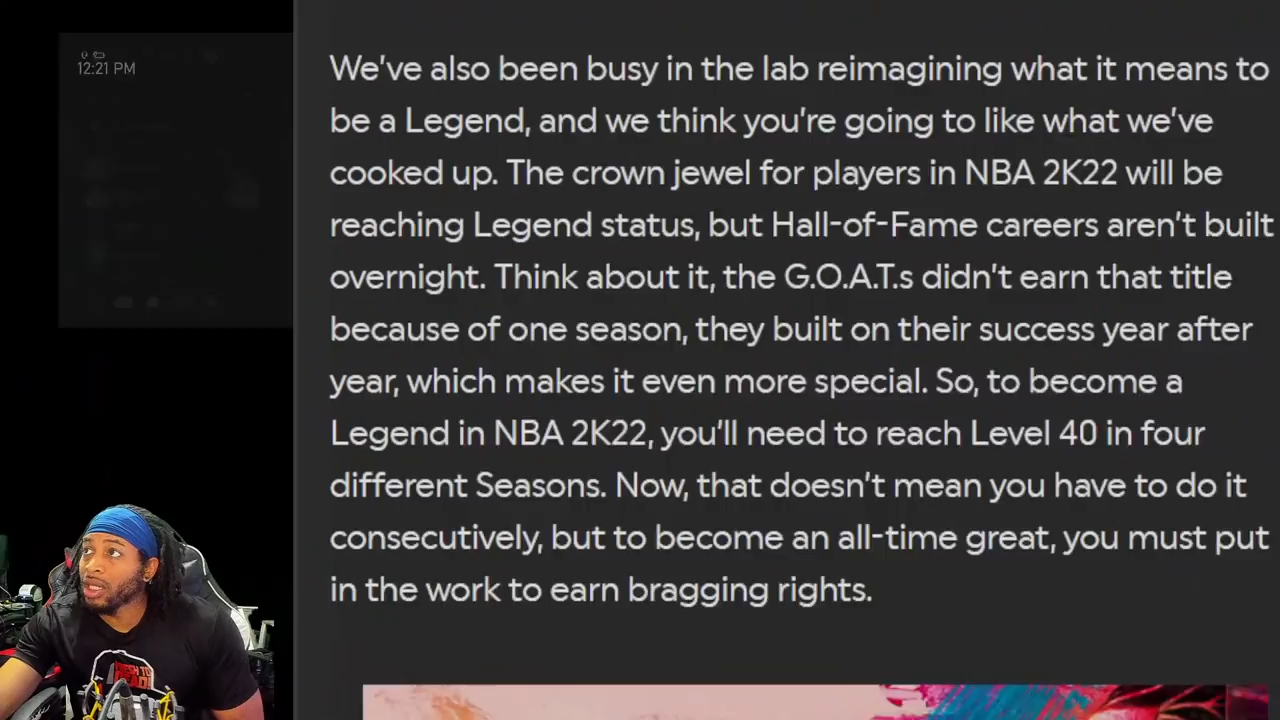 12:21 PM
We've also been busy in the lab reimagining what it means to
be a Legend, and we think you're going to like what we've
cooked up. The crown jewel for players in NBA 2K22 will be
reaching Legend status, but Hall-of-Fame careers aren't built
overnight. Think about it, the G.O.A.T.s didn't earn that title
because of one season, they built on their success year after
year, which makes it even more special. So, to become a
Legend in NBA 2K22, you'll need to reach Level 40 in four
different Seasons. Now, that doesn't mean you have to do it
consecutively, but to become an all-time great, you must put
in the work to earn bragging rights.